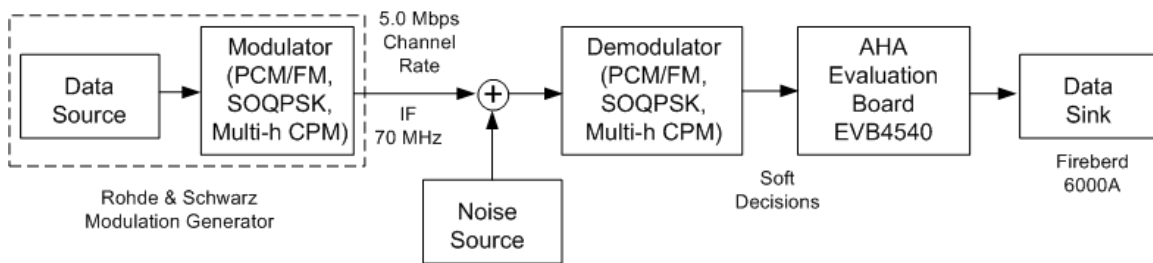 Data
Source
Modulator
(PCM/FM,
SOQPSK,
Multi-h CPM)
Rohde & Schwarz
Modulation Generator
5.0 Mbps
Channel
Rate
IF
70 MHz
+
Noise
Source
Demodulator
(PCM/FM,
SOQPSK,
Multi-h CPM)
Soft
Decisions
AHA
Evaluation
Board
EVB4540
Data
Sink
Fireberd
6000A